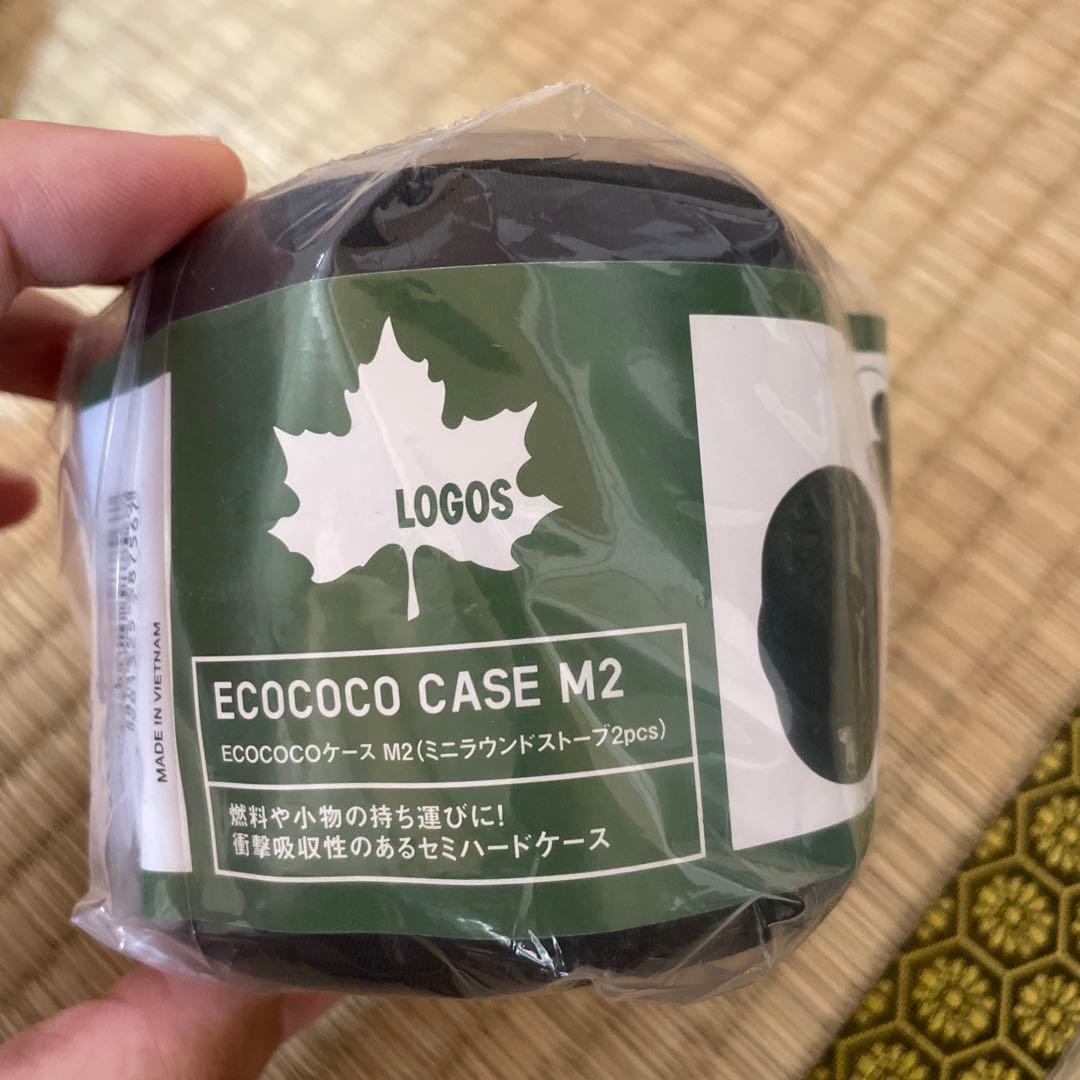 LOGOS
ECOCOCO CASE M2
ECOCOCOケース M2(ミニラウンドストーブ2pcs)
燃料や小物の持ち運びに!
衝撃吸収性のあるセミハードケース
MADE IN VIETNAM